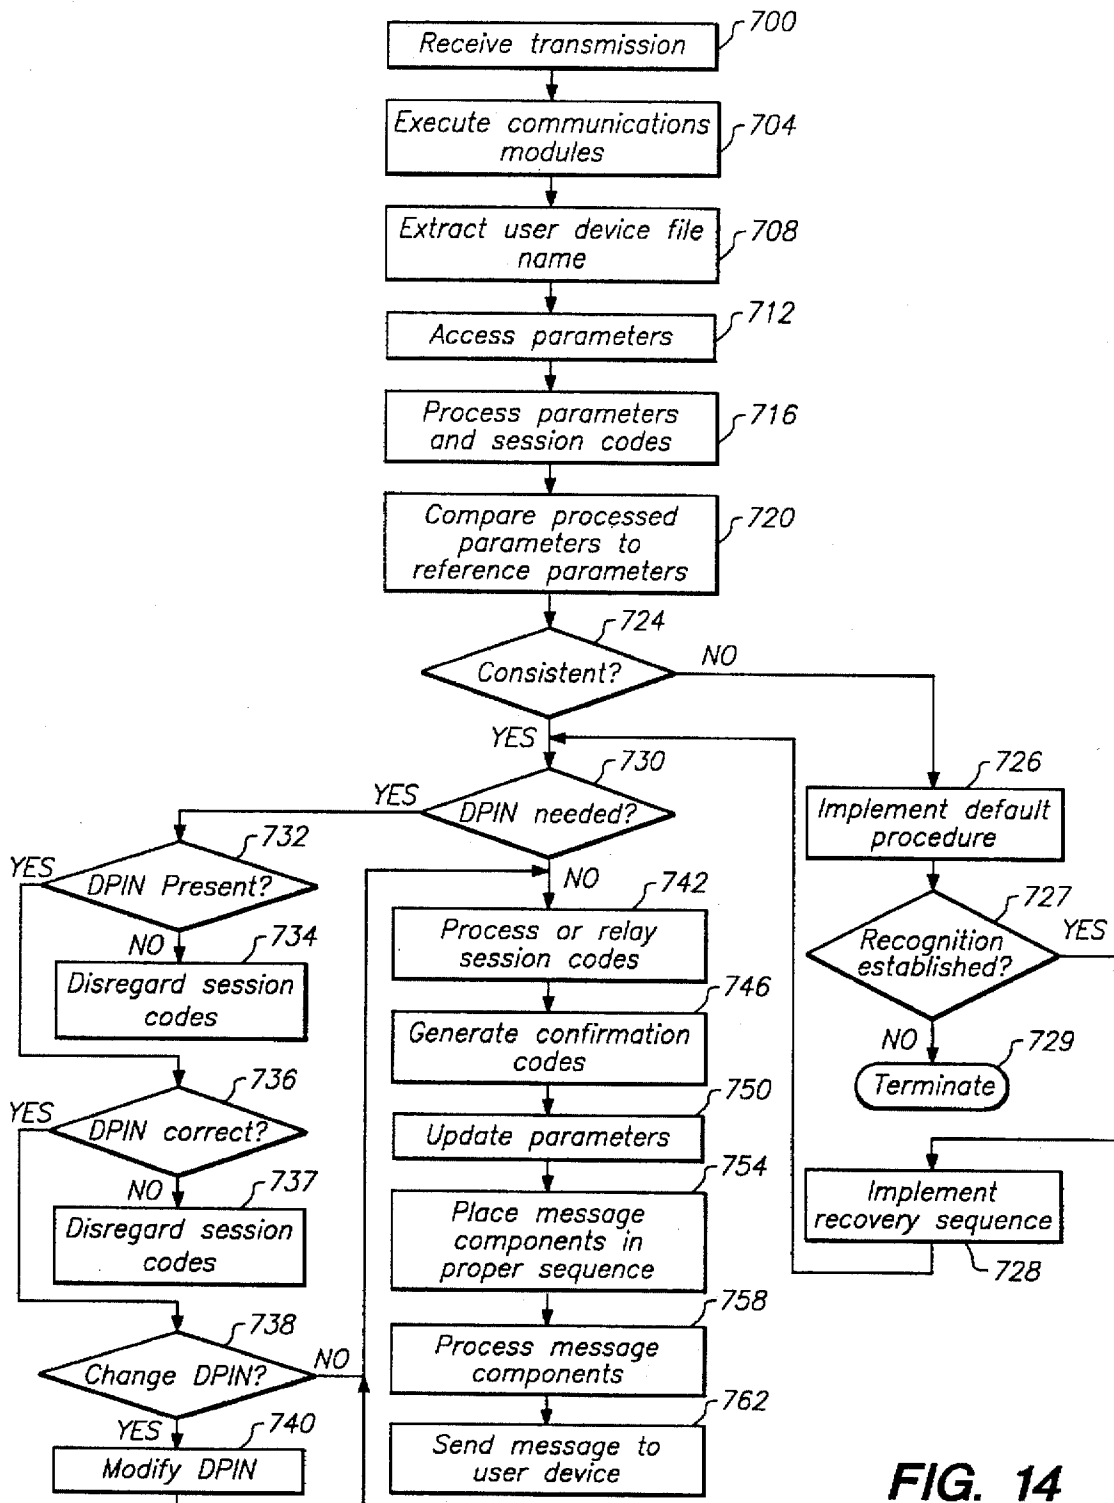 700
Receive transmission
Execute communications
modules
704
Extract user device file
name
708
712
Access parameters
Process parameters
and session codes
716
Compare processed
parameters to
reference parameters
720
724
Consistent?
NO
YES
730
DPIN needed?
YES
NO
726
Implement default
procedure
727
Recognition
established?
YES
NO
729
Terminate
Implement
recovery sequence
728
732
YES
DPIN Present?
NO
734
Disregard session
codes
736
YES
DPIN correct?
NO
737
Disregard session
codes
738
Change DPIN?
NO
YES
740
Modify DPIN
742
Process or relay
session codes
746
Generate confirmation
codes
750
Update parameters
754
Place message
components in
proper sequence
758
Process message
components
762
Send message to
user device
FIG. 14